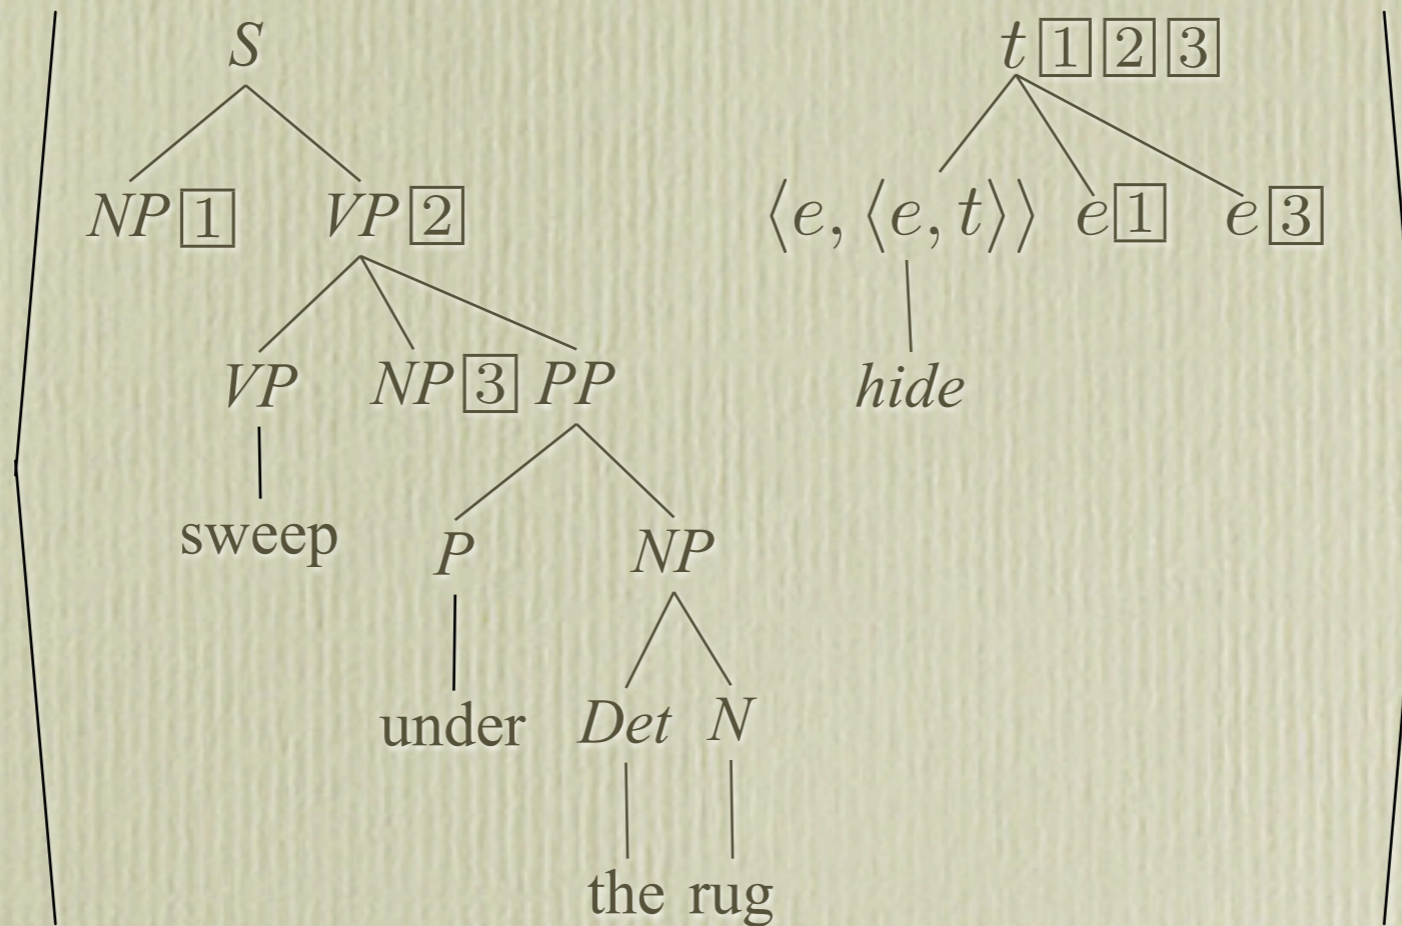 S t 1 2 3
NP 1 VP 2 ⟨e, ⟨e, t⟩⟩ e 1 e 3
VP NP 3 PP hide
sweep P NP
under Det N
the rug